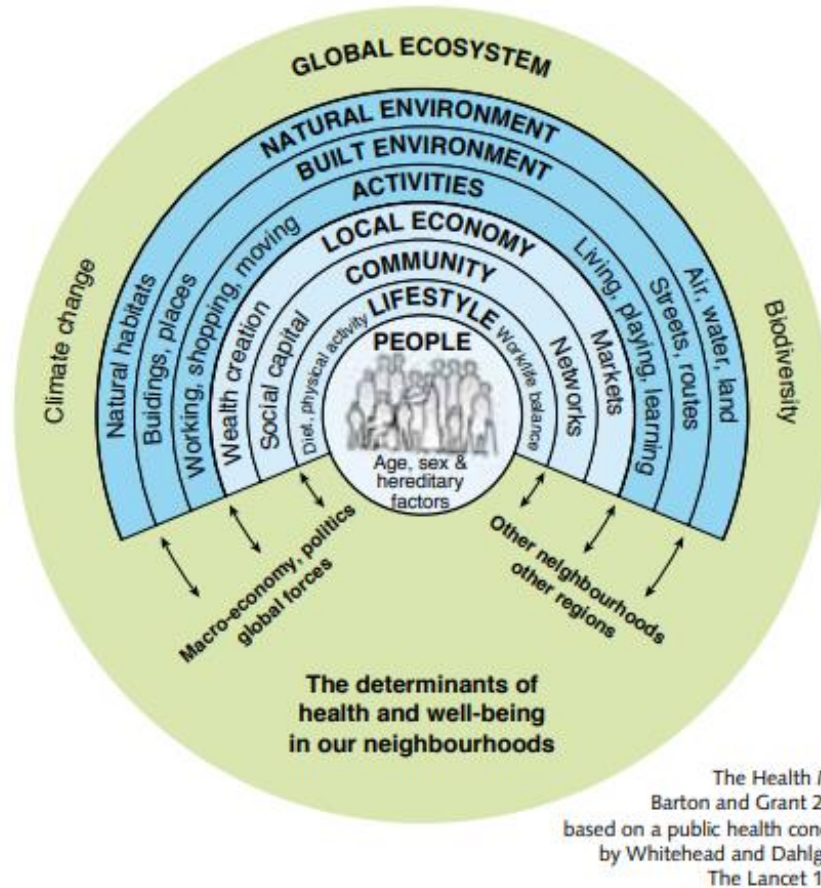 GLOBAL ECOSYSTEM
NATURAL ENVIRONMENT
BUILT ENVIRONMENT
ACTIVITIES
LOCAL ECONOMY
COMMUNITY
LIFESTYLE
PEOPLE
Age, sex &
hereditary
factors
Climate change
Natural habitats
Buidings, places
Working, shopping, moving
Wealth creation
Social capital
Diet, physical activity
Work/life balance
Networks
Markets
Living, playing, learning
Streets, routes
Air, water, land
Biodiversity
Macro-economy, politics
global forces
Other neighbourhoods
other regions
The determinants of
health and well-being
in our neighbourhoods
The Health
Barton and Grant
based on a public health
by Whitehead and
The Lancet